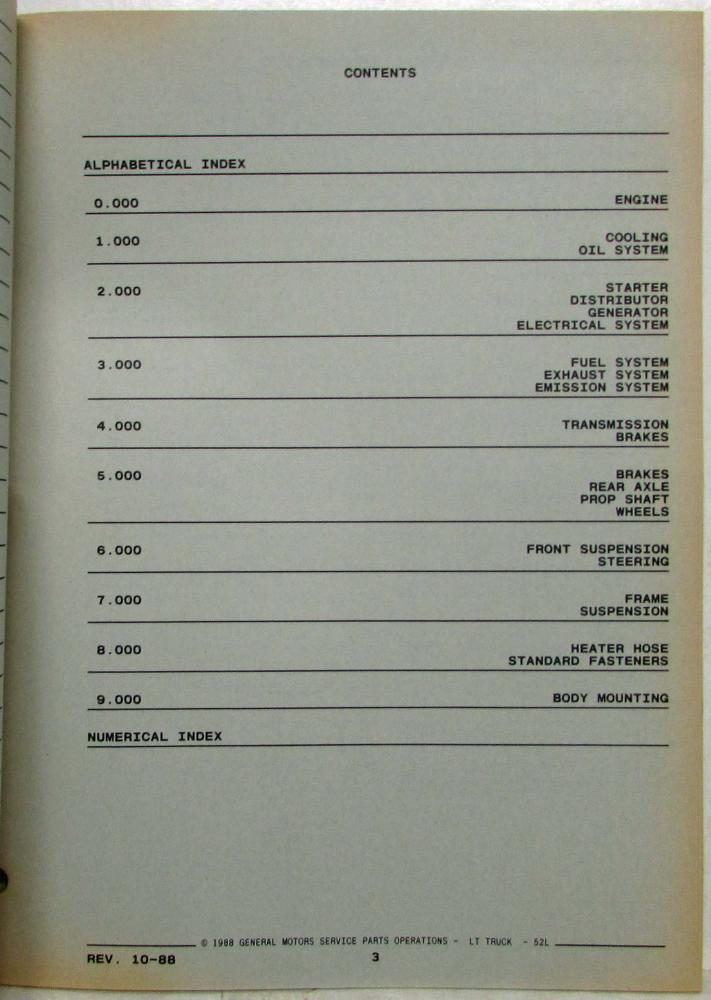 CONTENTS
ALPHABETICAL INDEX
0.000 ENGINE
1.000 COOLING
OIL SYSTEM
2.000 STARTER
DISTRIBUTOR
GENERATOR
ELECTRICAL SYSTEM
3.000 FUEL SYSTEM
EXHAUST SYSTEM
EMISSION SYSTEM
4.000 TRANSMISSION
BRAKES
5.000 BRAKES
REAR AXLE
PROP SHAFT
WHEELS
6.000 FRONT SUSPENSION
STEERING
7.000 FRAME
SUSPENSION
8.000 HEATER HOSE
STANDARD FASTENERS
9.000 BODY MOUNTING
NUMERICAL INDEX
© 1988 GENERAL MOTORS SERVICE PARTS OPERATIONS - LT TRUCK - 52L
REV. 10-88 3